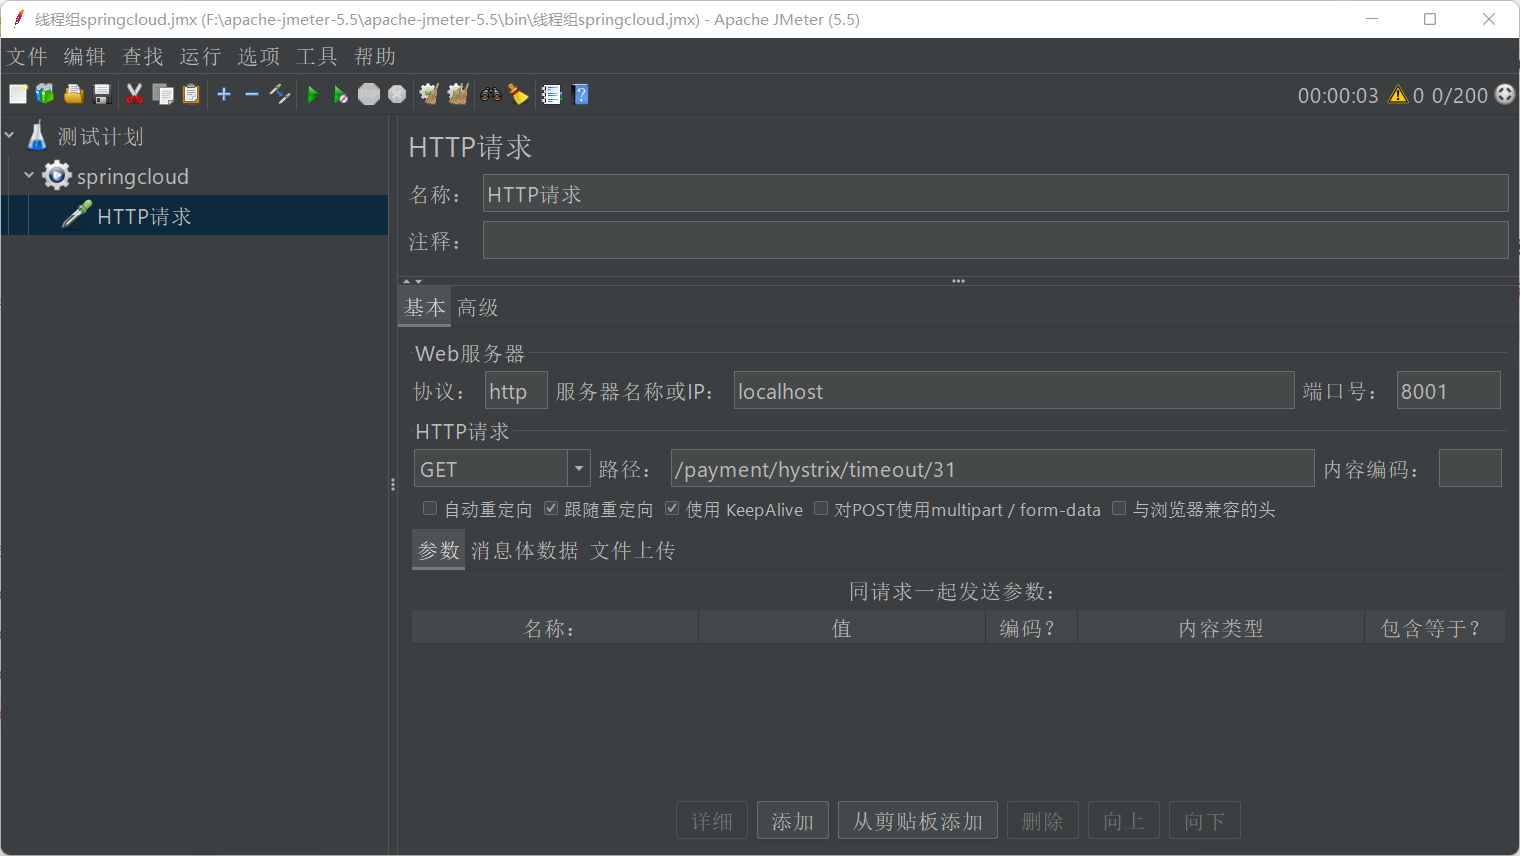 线程组springcloud.jmx (F:\apache-jmeter-5.5\apache-jmeter-5.5\bin\线程组springcloud.jmx) - Apache JMeter (5.5)
文件 编辑 查找 运行 选项 工具 帮助
00:00:03 0 0/200
测试计划
springcloud
HTTP请求
HTTP请求
名称： HTTP请求
注释：
基本 高级
Web服务器
协议： http 服务器名称或IP： localhost 端口号： 8001
HTTP请求
GET 路径： /payment/hystrix/timeout/31 内容编码：
自动重定向 跟随重定向 使用 KeepAlive 对POST使用multipart / form-data 与浏览器兼容的头
参数 消息体数据 文件上传
同请求一起发送参数：
名称： 值 编码？ 内容类型 包含等于？
详细 添加 从剪贴板添加 删除 向上 向下